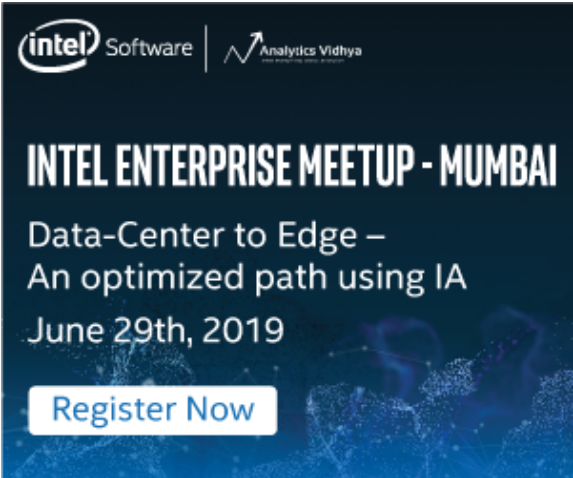 intel Software
Analytics Vidhya
INTEL ENTERPRISE MEETUP - MUMBAI
Data-Center to Edge –
An optimized path using IA
June 29th, 2019
Register Now